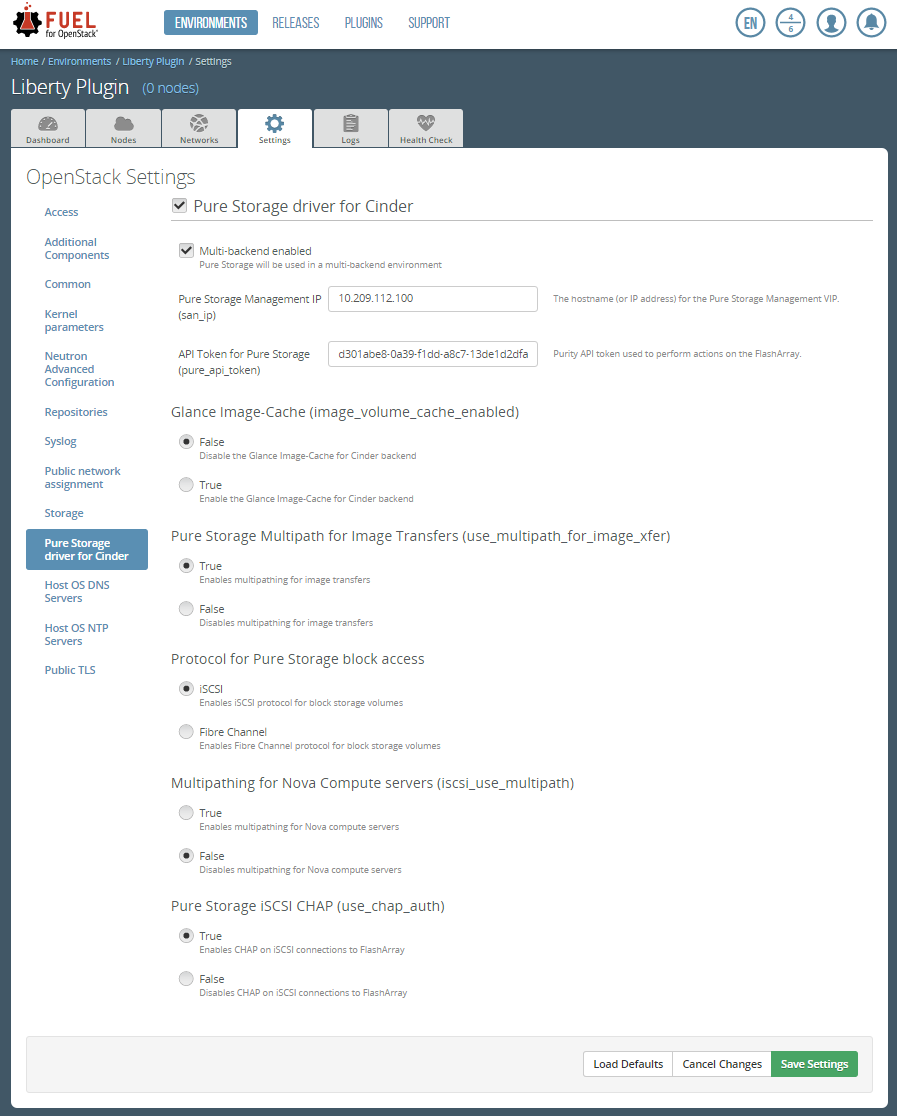 FUEL
for OpenStack
ENVIRONMENTS RELEASES PLUGINS SUPPORT
EN 4 6
Home / Environments / Liberty Plugin / Settings
Liberty Plugin (0 nodes)
Dashboard Nodes Networks Settings Logs Health Check
OpenStack Settings
Access
Additional
Components
Common
Kernel
parameters
Neutron
Advanced
Configuration
Repositories
Syslog
Public network
assignment
Storage
Pure Storage
driver for Cinder
Host OS DNS
Servers
Host OS NTP
Servers
Public TLS
Pure Storage driver for Cinder
Multi-backend enabled
Pure Storage will be used in a multi-backend environment
Pure Storage Management IP
(san_ip)
10.209.112.100
The hostname (or IP address) for the Pure Storage Management VIP.
API Token for Pure Storage
(pure_api_token)
d301abe8-0a39-f1dd-a8c7-13de1d2dfa
Purity API token used to perform actions on the FlashArray.
Glance Image-Cache (image_volume_cache_enabled)
False
Disable the Glance Image-Cache for Cinder backend
True
Enable the Glance Image-Cache for Cinder backend
Pure Storage Multipath for Image Transfers (use_multipath_for_image_xfer)
True
Enables multipathing for image transfers
False
Disables multipathing for image transfers
Protocol for Pure Storage block access
iSCSI
Enables iSCSI protocol for block storage volumes
Fibre Channel
Enables Fibre Channel protocol for block storage volumes
Multipathing for Nova Compute servers (iscsi_use_multipath)
True
Enables multipathing for Nova compute servers
False
Disables multipathing for Nova compute servers
Pure Storage iSCSI CHAP (use_chap_auth)
True
Enables CHAP on iSCSI connections to FlashArray
False
Disables CHAP on iSCSI connections to FlashArray
Load Defaults Cancel Changes Save Settings